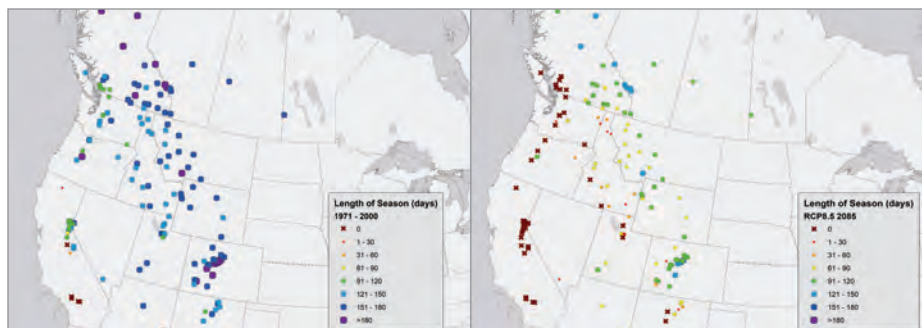 Length of Season (days)
1971 - 2000
0
1 - 30
31 - 60
61 - 90
91 - 120
121 - 150
151 - 180
>180
Length of Season (days)
RCP8.5 2085
0
1 - 30
31 - 60
61 - 90
91 - 120
121 - 150
151 - 180
>180